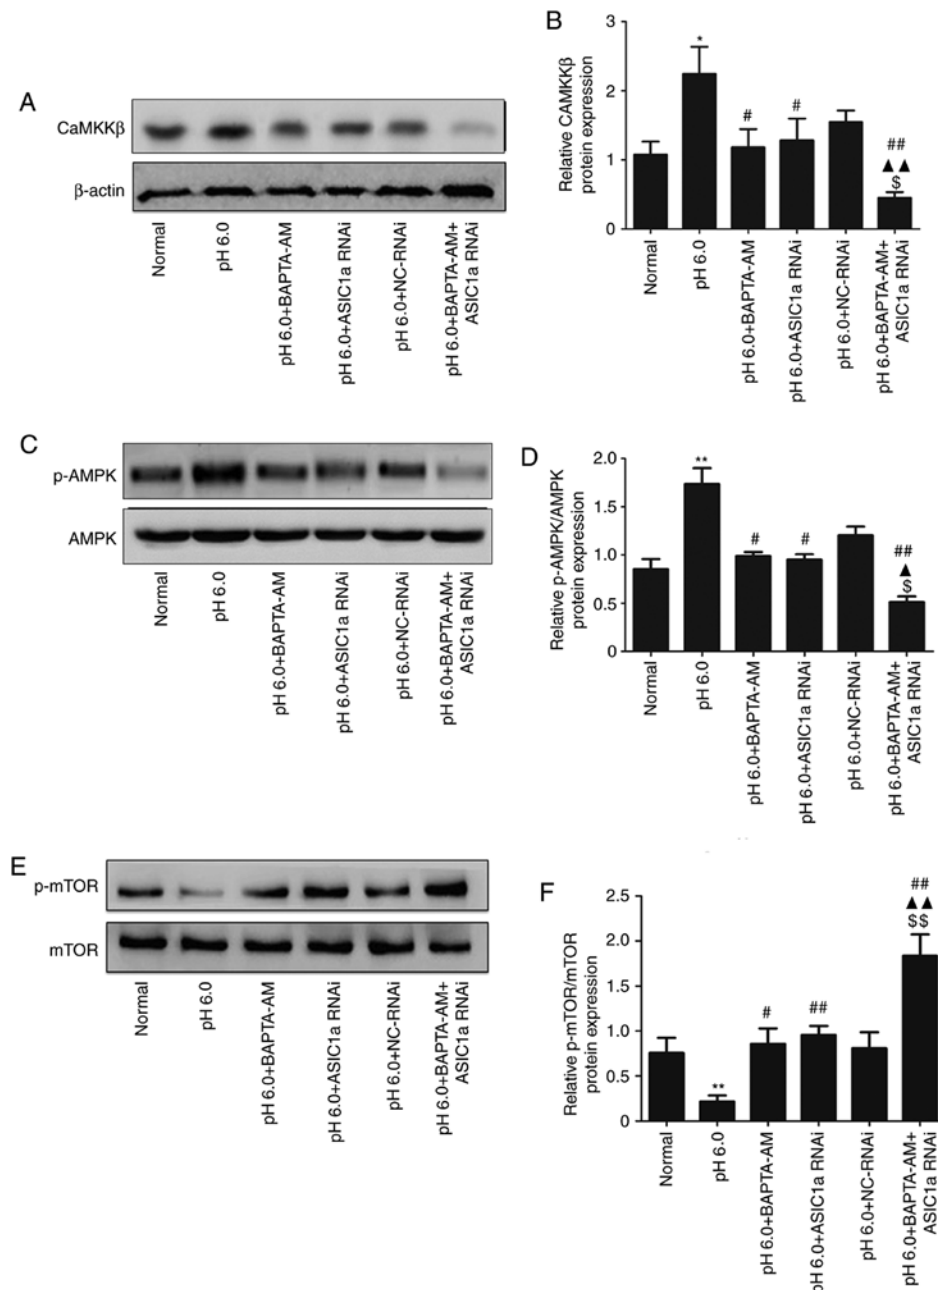 A
CaMKKβ
β-actin
Normal
pH 6.0
pH 6.0+BAPTA-AM
pH 6.0+ASIC1a RNAi
pH 6.0+NC-RNAi
pH 6.0+BAPTA-AM+
ASIC1a RNAi
B
Relative CAMKKβ
protein expression
3
2
1
0
*
#
#
##
▲▲
$
Normal
pH 6.0
pH 6.0+BAPTA-AM
pH 6.0+ASIC1a RNAi
pH 6.0+NC-RNAi
pH 6.0+BAPTA-AM+
ASIC1a RNAi
C
p-AMPK
AMPK
Normal
pH 6.0
pH 6.0+BAPTA-AM
pH 6.0+ASIC1a RNAi
pH 6.0+NC-RNAi
pH 6.0+BAPTA-AM+
ASIC1a RNAi
D
Relative p-AMPK/AMPK
protein expression
2.0
1.5
1.0
0.5
0
**
#
#
##
▲
$
Normal
pH 6.0
pH 6.0+BAPTA-AM
pH 6.0+ASIC1a RNAi
pH 6.0+NC-RNAi
pH 6.0+BAPTA-AM+
ASIC1a RNAi
E
p-mTOR
mTOR
Normal
pH 6.0
pH 6.0+BAPTA-AM
pH 6.0+ASIC1a RNAi
pH 6.0+NC-RNAi
pH 6.0+BAPTA-AM+
ASIC1a RNAi
F
Relative p-mTOR/mTOR
protein expression
2.5
2.0
1.5
1.0
0.5
0
**
#
##
##
▲▲
$$
Normal
pH 6.0
pH 6.0+BAPTA-AM
pH 6.0+ASIC1a RNAi
pH 6.0+NC-RNAi
pH 6.0+BAPTA-AM+
ASIC1a RNAi